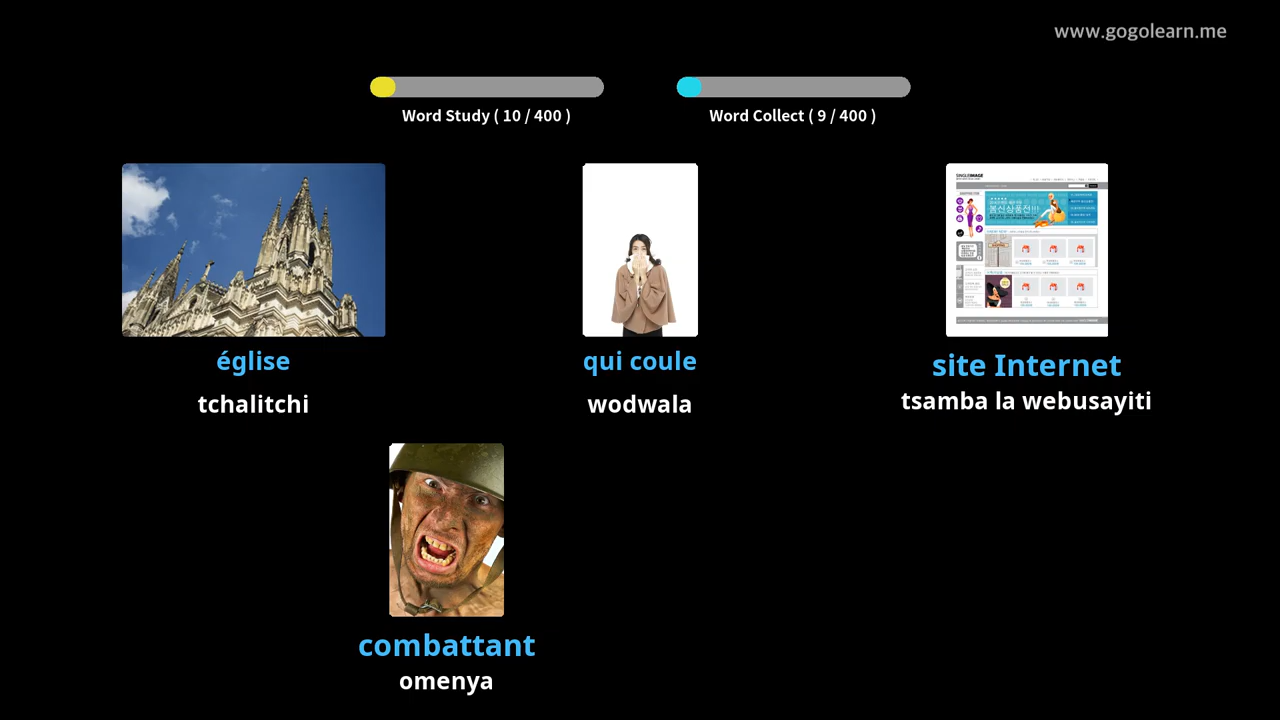 www.gogolearn.me
Word Study ( 10 / 400 )
Word Collect ( 9 / 400 )
église
qui coule
site Internet
tchalitchi
wodwala
tsamba la webusayiti
combattant
omenya